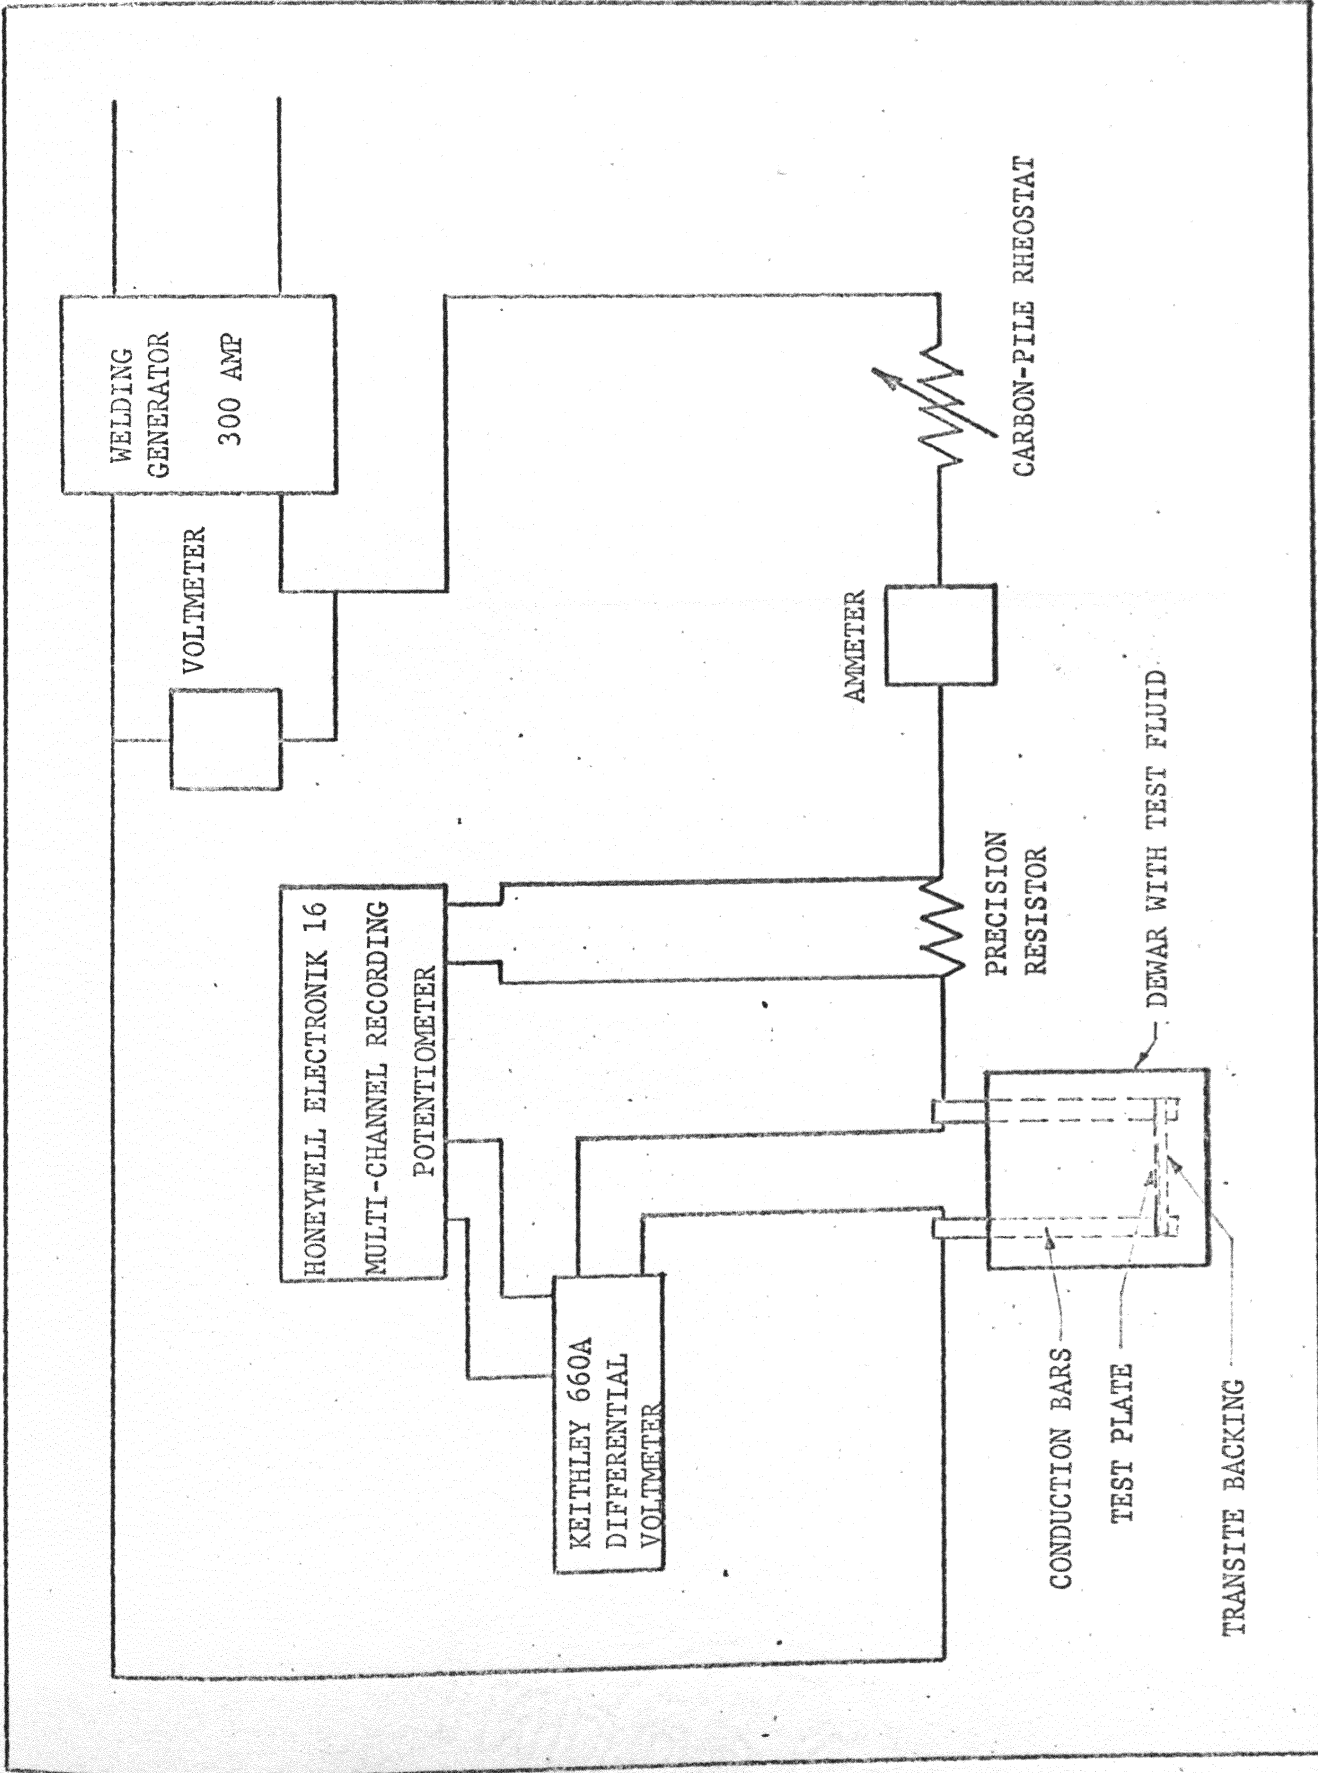 WELDING
GENERATOR
300 AMP
VOLTMETER
HONEYWELL ELECTRONIK 16
MULTI-CHANNEL RECORDING
POTENTIOMETER
KEITHLEY 660A
DIFFERENTIAL
VOLTMETER
CARBON-PILE RHEOSTAT
AMMETER
PRECISION
RESISTOR
DEWAR WITH TEST FLUID
CONDUCTION BARS
TEST PLATE
TRANSITE BACKING